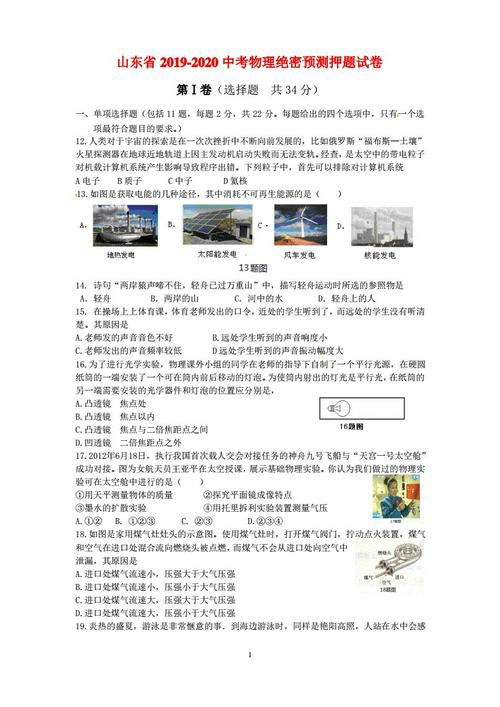 山东省 2019-2020 中考物理绝密预测押题试卷
第Ⅰ卷(选择题 共 34 分)
一、单项选择题(包括 11 题,每题 2 分,共 22 分。每题给出的四个选项中,只有一个选
项最符合题目的要求。)
12.人类对于宇宙的探索是在一次次挫折中不断向前发展的,比如俄罗斯“福布斯—土壤”
火星探测器在地球近地轨道上因主发动机启动失败而无法变轨。经查,是太空中的带电粒子
对机载计算机系统产生影响导致程序出错。下列粒子中,首先可以排除对计算机系统
A 电子 B 质子 C 中子 D 氦核
13.如图是获取电能的几种途径,其中消耗不可再生能源的是( )
A. B. C. D.
地热发电 太阳能发电 风车发电 核能发电
13题图
14. 诗句“两岸猿声啼不住,轻舟已过万重山”中,描写轻舟运动时所选的参照物是
A. 轻舟 B. 两岸的山 C. 河中的水 D. 轻舟上的人
15. 在操场上上体育课,体育老师发出的口令,近处的学生听到了,而远处的学生没有听清
楚。其原因是
A.老师发的声音音色不好 B.远处学生听到的声音响度小
C.老师发出的声音频率较低 D 远处学生听到的声音振动幅度大
16.为了进行光学实验,物理课外小组的同学在老师的指导下自制了一个平行光源,在硬圆
纸筒的一端安装了一个可在筒内前后移动的灯泡。为使筒内射出的灯光是平行光,在纸筒的
另一端需要安装的光学器件和灯泡的位置应分别是,
A.凸透镜 焦点处
B.凸透镜 焦点以内
C.凸透镜 焦点与二倍焦点之间
D.凹透镜 二倍焦点之外
16题图
17.2012年6月18日,执行我国首次载人交会对接任务的神舟九号飞船与“天宫一号太空舱”
成功对接。图为女航天员王亚平在太空授课,展示基础物理实验。你认为我们做过的物理实
验可在太空舱中进行的是( )
①用天平测量物体的质量 ②探究平面镜成像特点
③墨水的扩散实验 ④用托里拆利实验装置测量气压
A.①② B. ①②③ C. ②③ D.②③④
17题图
18.如图是家用煤气灶灶头的示意图。使用煤气灶时,打开煤气阀门,拧动点火装置,煤气
和空气在进口处混合流向燃烧头被点燃,而煤气不会从进口处向空气中
泄漏,其原因是
A.进口处煤气流速小,压强大于大气压强
B.进口处煤气流速小,压强小于大气压强
C.进口处煤气流速大,压强大于大气压强
D.进口处煤气流速大,压强小于大气压强
燃烧头
煤气
进口
空气
18题图
19.炎热的盛夏,游泳是非常惬意的事.到海边游泳时,同样是艳阳高照,人站在水中会感
1